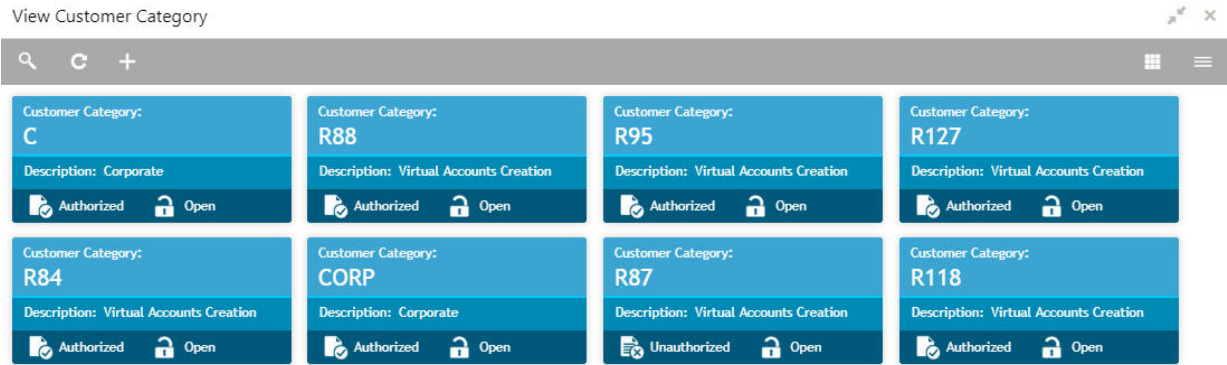 View Customer Category
Customer Category:
C
Description: Corporate
Authorized Open
Customer Category:
R88
Description: Virtual Accounts Creation
Authorized Open
Customer Category:
R95
Description: Virtual Accounts Creation
Authorized Open
Customer Category:
R127
Description: Virtual Accounts Creation
Authorized Open
Customer Category:
R84
Description: Virtual Accounts Creation
Authorized Open
Customer Category:
CORP
Description: Corporate
Authorized Open
Customer Category:
R87
Description: Virtual Accounts Creation
Unauthorized Open
Customer Category:
R118
Description: Virtual Accounts Creation
Authorized Open